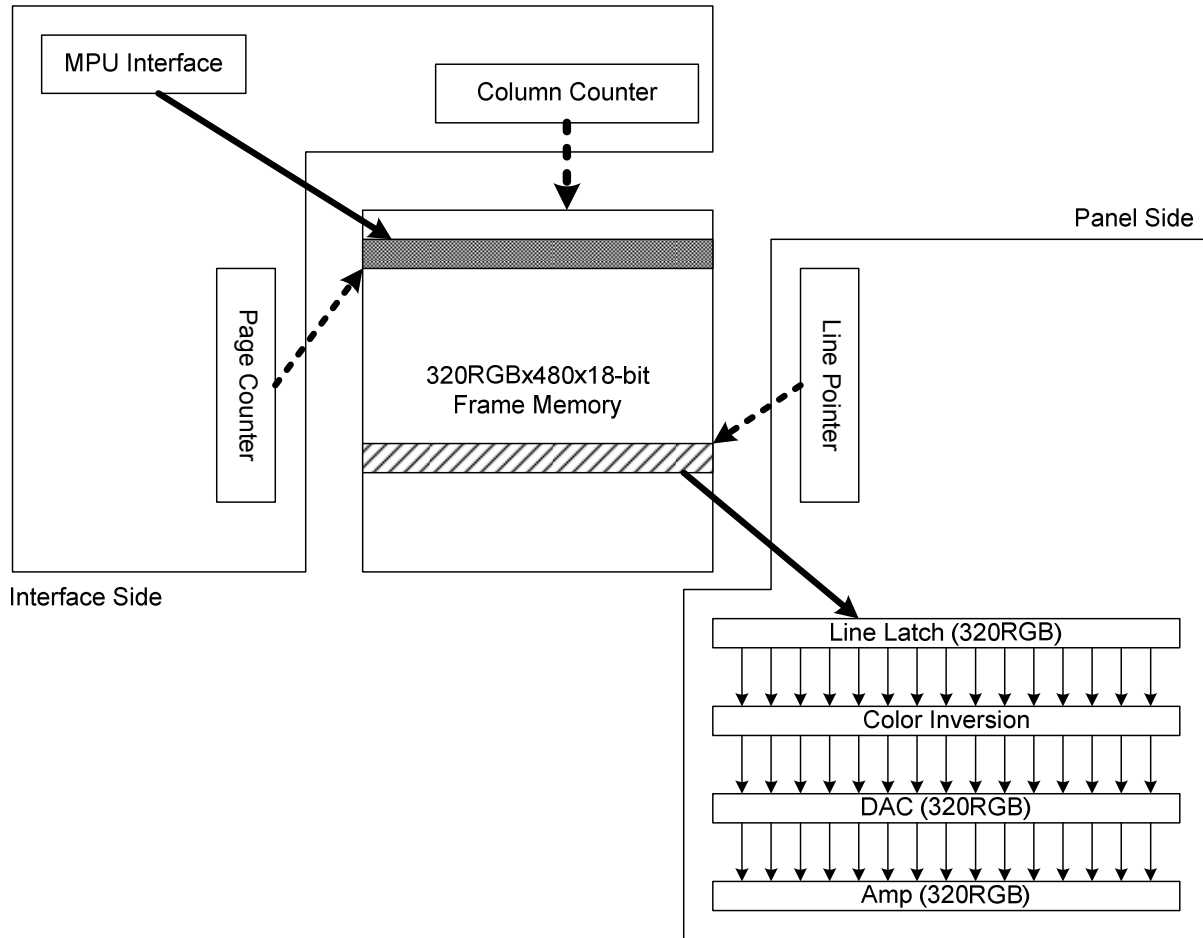 MPU Interface
Column Counter
Panel Side
Page Counter
Line Pointer
320RGBx480x18-bit
Frame Memory
Interface Side
Line Latch (320RGB)
Color Inversion
DAC (320RGB)
Amp (320RGB)